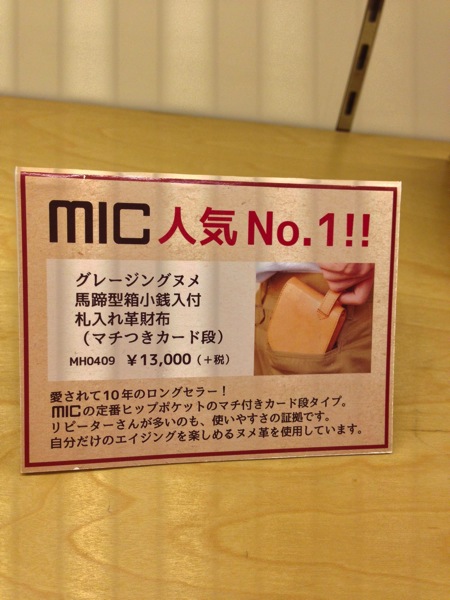 mic 人気 No.1!!
グレージングヌメ
馬蹄型箱小銭入付
札入れ革財布
（マチつきカード段）
MH0409 ￥13,000（+税）
愛されて10年のロングセラー！
micの定番ヒップポケットのマチ付きカード段タイプ。
リピーターさんが多いのも、使いやすさの証拠です。
自分だけのエイジングを楽しめるヌメ革を使用しています。